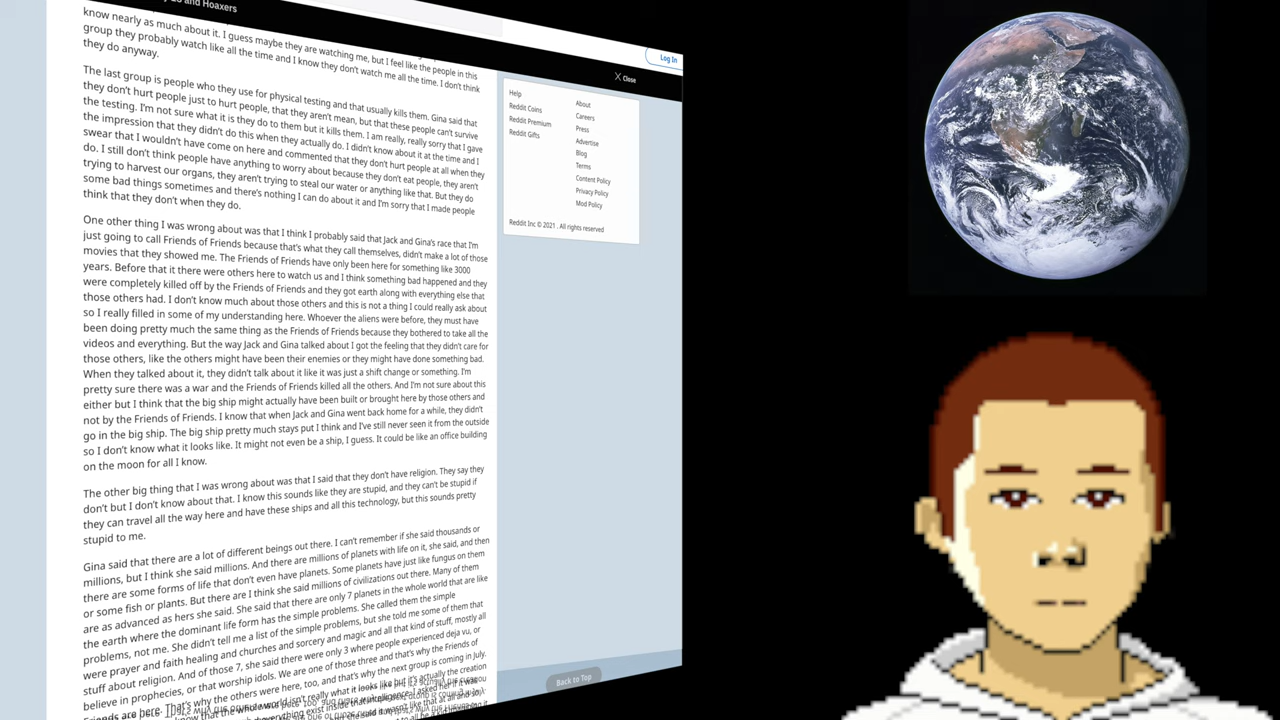 and Hoaxers
know nearly as much about it. I guess maybe they are watching me, but I feel like the people in this
group they probably watch like all the time and I know they don't watch me all the time. I don't think
they do anyway.
The last group is people who they use for physical testing and that usually kills them. Gina said that
they don't hurt people just to hurt people, that they aren't mean, but that these people can't survive
the testing. I'm not sure what it is they do to them but it kills them. I am really, really sorry that I gave
the impression that they didn't do this when they actually do. I didn't know about it at the time and I
swear that I wouldn't have come on here and commented that they don't hurt people at all when they
do. I still don't think people have anything to worry about because they don't eat people, they aren't
trying to harvest our organs, they aren't trying to steal our water or anything like that. But they do
some bad things sometimes and there's nothing I can do about it and I'm sorry that I made people
think that they don't when they do.
One other thing I was wrong about was that I think I probably said that Jack and Gina's race that I'm
just going to call Friends of Friends because that's what they call themselves, didn't make a lot of those
movies that they showed me. The Friends of Friends have only been here for something like 3000
years. Before that it there were others here to watch us and I think something bad happened and they
were completely killed off by the Friends of Friends and they got earth along with everything else that
those others had. I don't know much about those others and this is not a thing I could really ask about
so I really filled in some of my understanding here. Whoever the aliens were before, they must have
been doing pretty much the same thing as the Friends of Friends because they bothered to take all the
videos and everything. But the way Jack and Gina talked about I got the feeling that they didn't care for
those others, like the others might have been their enemies or they might have done something bad.
When they talked about it, they didn't talk about it like it was just a shift change or something. I'm
pretty sure there was a war and the Friends of Friends killed all the others. And I'm not sure about this
either but I think that the big ship might actually have been built or brought here by those others and
not by the Friends of Friends. I know that when Jack and Gina went back home for a while, they didn't
go in the big ship. The big ship pretty much stays put I think and I've still never seen it from the outside
so I don't know what it looks like. It might not even be a ship, I guess. It could be like an office building
on the moon for all I know.
The other big thing that I was wrong about was that I said that they don't have religion. They say they
don't but I don't know about that. I know this sounds like they are stupid, and they can't be stupid if
they can travel all the way here and have these ships and all this technology, but this sounds pretty
stupid to me.
Gina said that there are a lot of different beings out there. I can't remember if she said thousands or
millions, but I think she said millions. And there are millions of planets with life on it, she said, and then
there are some forms of life that don't even have planets. Some planets have just like fungus on them
or some fish or plants. But there are I think she said millions of civilizations out there. Many of them
are as advanced as hers she said. She said that there are only 7 planets in the whole world that are like
the earth where the dominant life form has the simple problems. She called them the simple
problems, not me. She didn't tell me a list of the simple problems, but she told me some of them that
were prayer and faith healing and churches and sorcery and magic and all that kind of stuff, mostly all
stuff about religion. And of those 7, she said there were only 3 where people experienced deja vu, or
believe in prophecies, or that worship idols. We are one of those three and that's why the Friends of
Friends are here. That's why the others were here, too, and that's why the next group is coming in July.
Log In
Close
Help
Reddit Coins
Reddit Premium
Reddit Gifts
About
Careers
Press
Advertise
Blog
Terms
Content Policy
Privacy Policy
Mod Policy
Reddit Inc © 2021 . All rights reserved
Back to Top